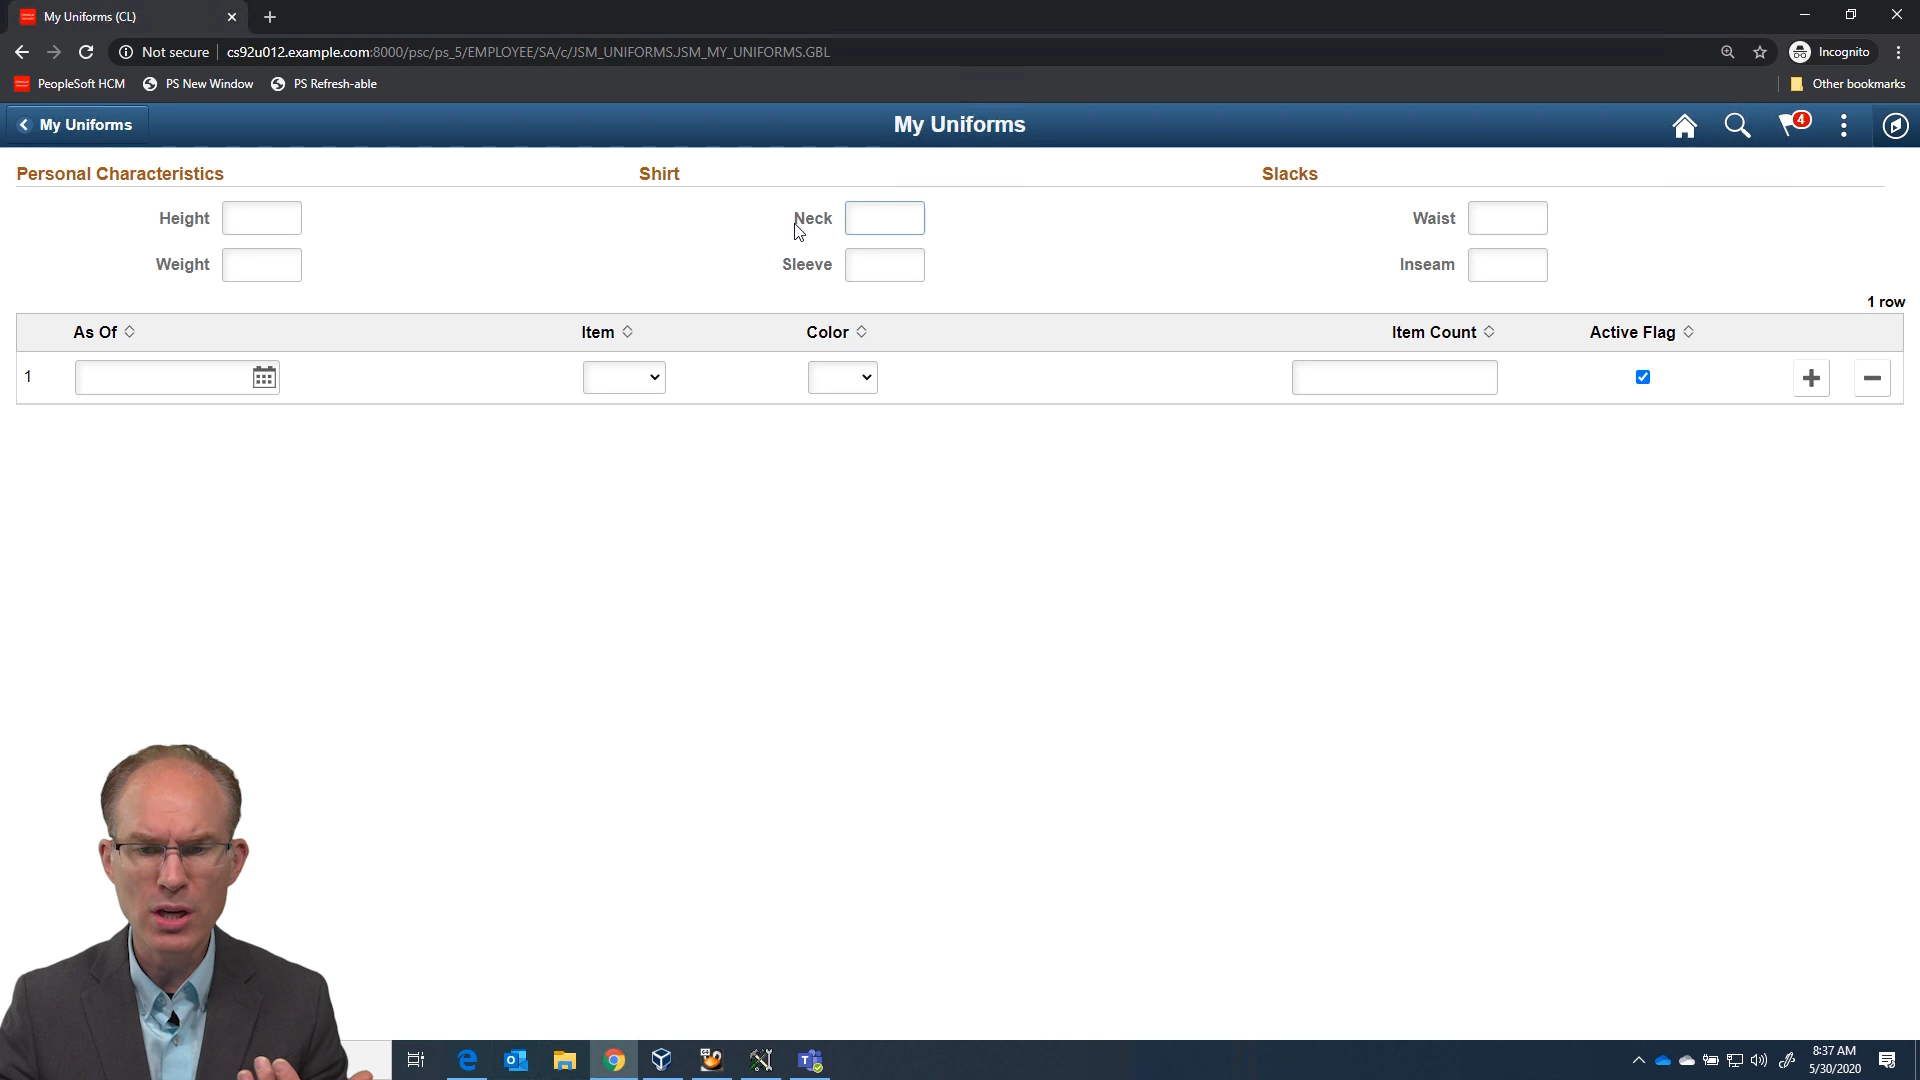 My Uniforms (CL)
Not secure cs92u012.example.com:8000/psc/ps_5/EMPLOYEE/SA/c/JSM_UNIFORMS.JSM_MY_UNIFORMS.GBL Incognito
PeopleSoft HCM PS New Window PS Refresh-able Other bookmarks
My Uniforms My Uniforms 4
Personal Characteristics Shirt Slacks
Height Neck Waist
Weight Sleeve Inseam
1 row
As Of Item Color Item Count Active Flag
1
8:37 AM
5/30/2020